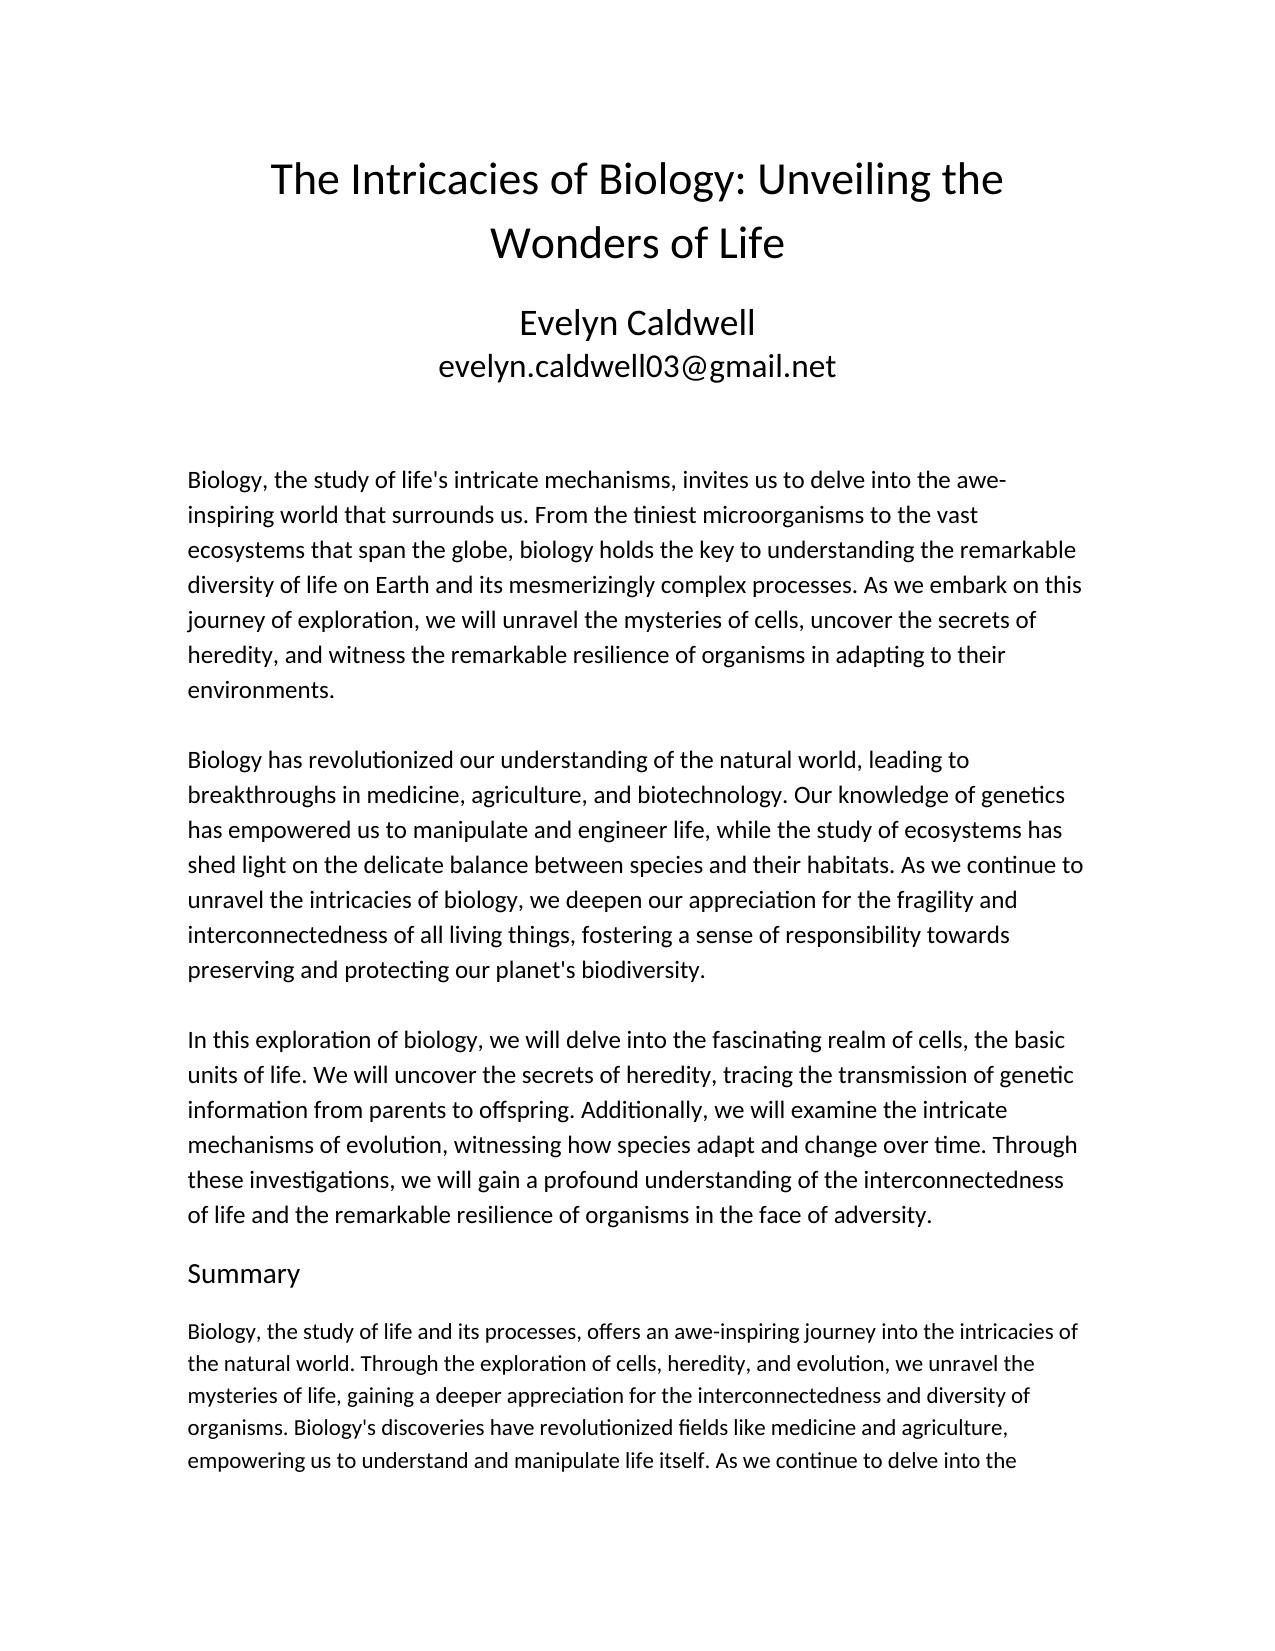 The Intricacies of Biology: Unveiling the
Wonders of Life
Evelyn Caldwell
evelyn.caldwell03@gmail.net
Biology, the study of life's intricate mechanisms, invites us to delve into the awe-
inspiring world that surrounds us. From the tiniest microorganisms to the vast
ecosystems that span the globe, biology holds the key to understanding the remarkable
diversity of life on Earth and its mesmerizingly complex processes. As we embark on this
journey of exploration, we will unravel the mysteries of cells, uncover the secrets of
heredity, and witness the remarkable resilience of organisms in adapting to their
environments.
Biology has revolutionized our understanding of the natural world, leading to
breakthroughs in medicine, agriculture, and biotechnology. Our knowledge of genetics
has empowered us to manipulate and engineer life, while the study of ecosystems has
shed light on the delicate balance between species and their habitats. As we continue to
unravel the intricacies of biology, we deepen our appreciation for the fragility and
interconnectedness of all living things, fostering a sense of responsibility towards
preserving and protecting our planet's biodiversity.
In this exploration of biology, we will delve into the fascinating realm of cells, the basic
units of life. We will uncover the secrets of heredity, tracing the transmission of genetic
information from parents to offspring. Additionally, we will examine the intricate
mechanisms of evolution, witnessing how species adapt and change over time. Through
these investigations, we will gain a profound understanding of the interconnectedness
of life and the remarkable resilience of organisms in the face of adversity.
Summary
Biology, the study of life and its processes, offers an awe-inspiring journey into the intricacies of
the natural world. Through the exploration of cells, heredity, and evolution, we unravel the
mysteries of life, gaining a deeper appreciation for the interconnectedness and diversity of
organisms. Biology's discoveries have revolutionized fields like medicine and agriculture,
empowering us to understand and manipulate life itself. As we continue to delve into the